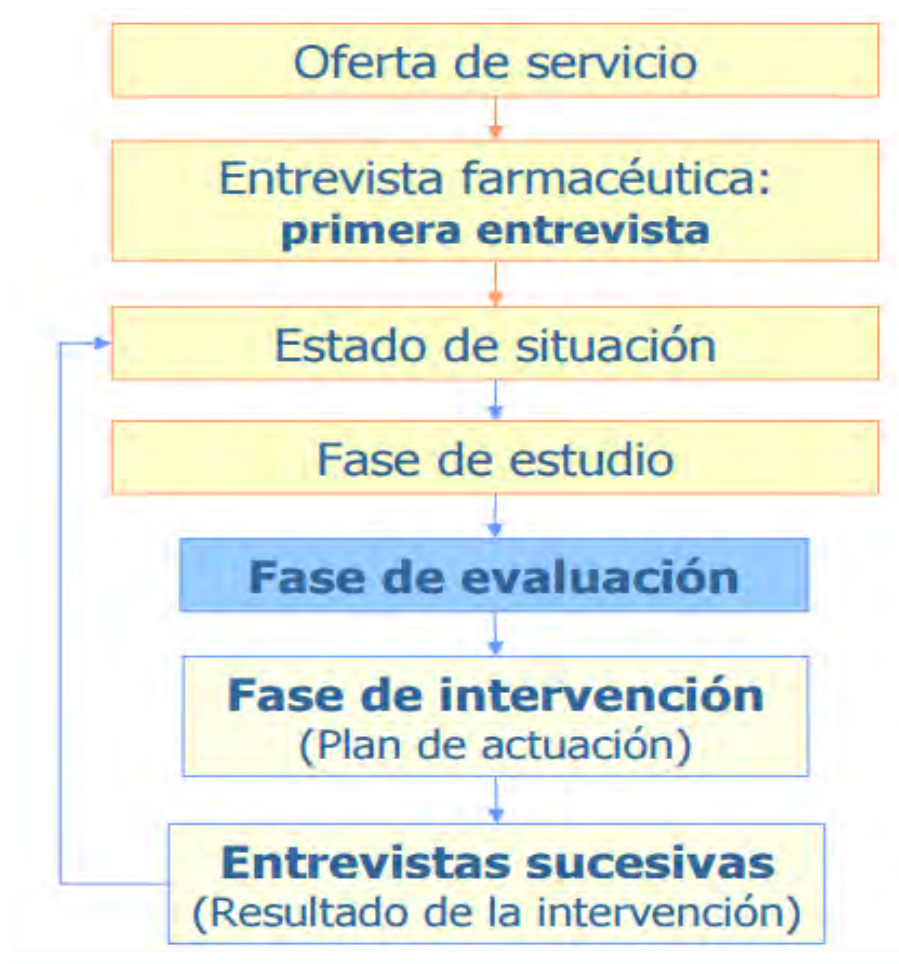 Oferta de servicio
Entrevista farmacéutica:
primera entrevista
Estado de situación
Fase de estudio
Fase de evaluación
Fase de intervención
(Plan de actuación)
Entrevistas sucesivas
(Resultado de la intervención)